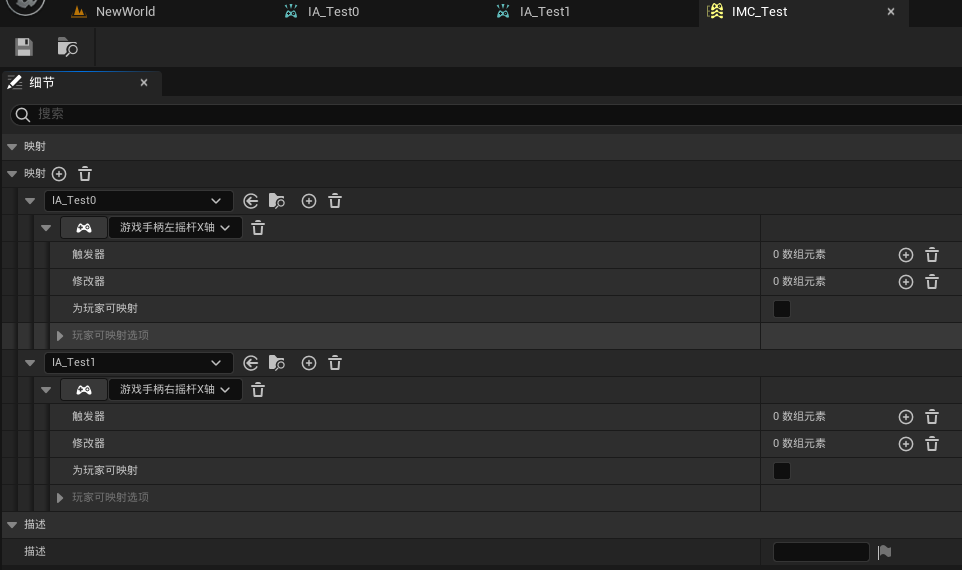 NewWorld IA_Test0 IA_Test1 IMC_Test
细节
搜索
映射
映射
IA_Test0
游戏手柄左摇杆X轴
触发器 0 数组元素
修改器 0 数组元素
为玩家可映射
玩家可映射选项
IA_Test1
游戏手柄右摇杆X轴
触发器 0 数组元素
修改器 0 数组元素
为玩家可映射
玩家可映射选项
描述
描述